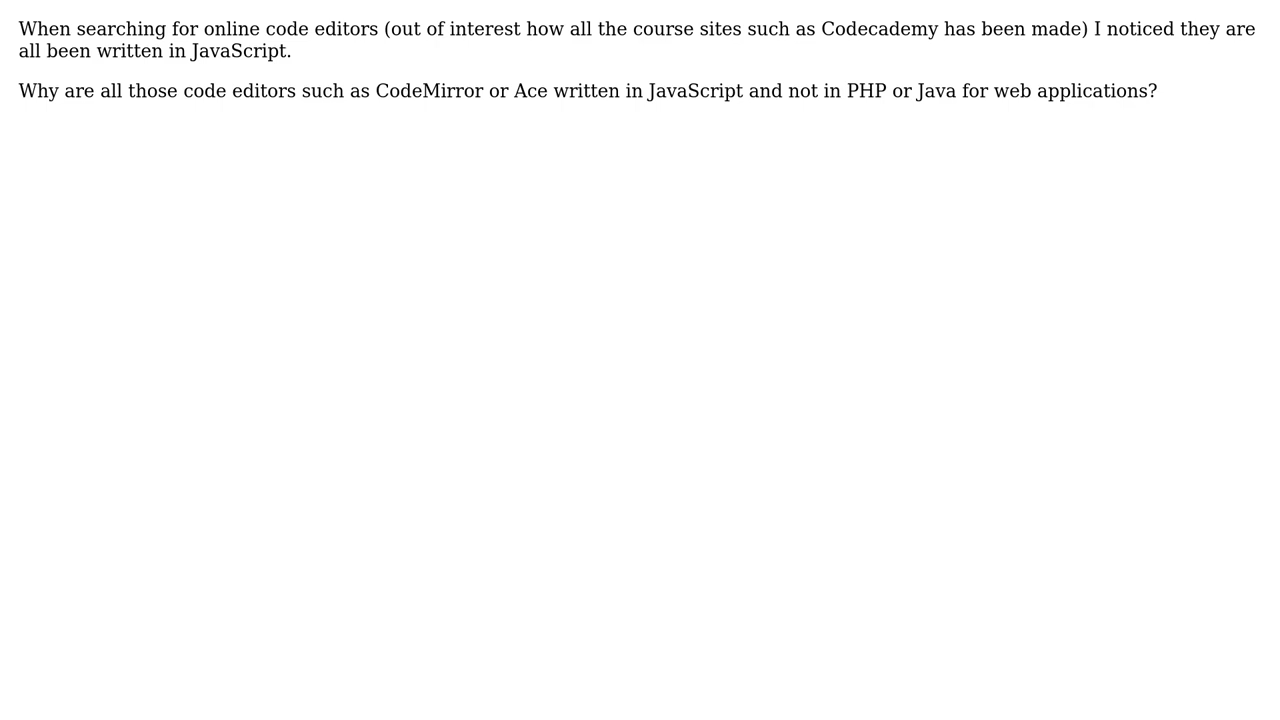 When searching for online code editors (out of interest how all the course sites such as Codecademy has been made) I noticed they are
all been written in JavaScript.
Why are all those code editors such as CodeMirror or Ace written in JavaScript and not in PHP or Java for web applications?